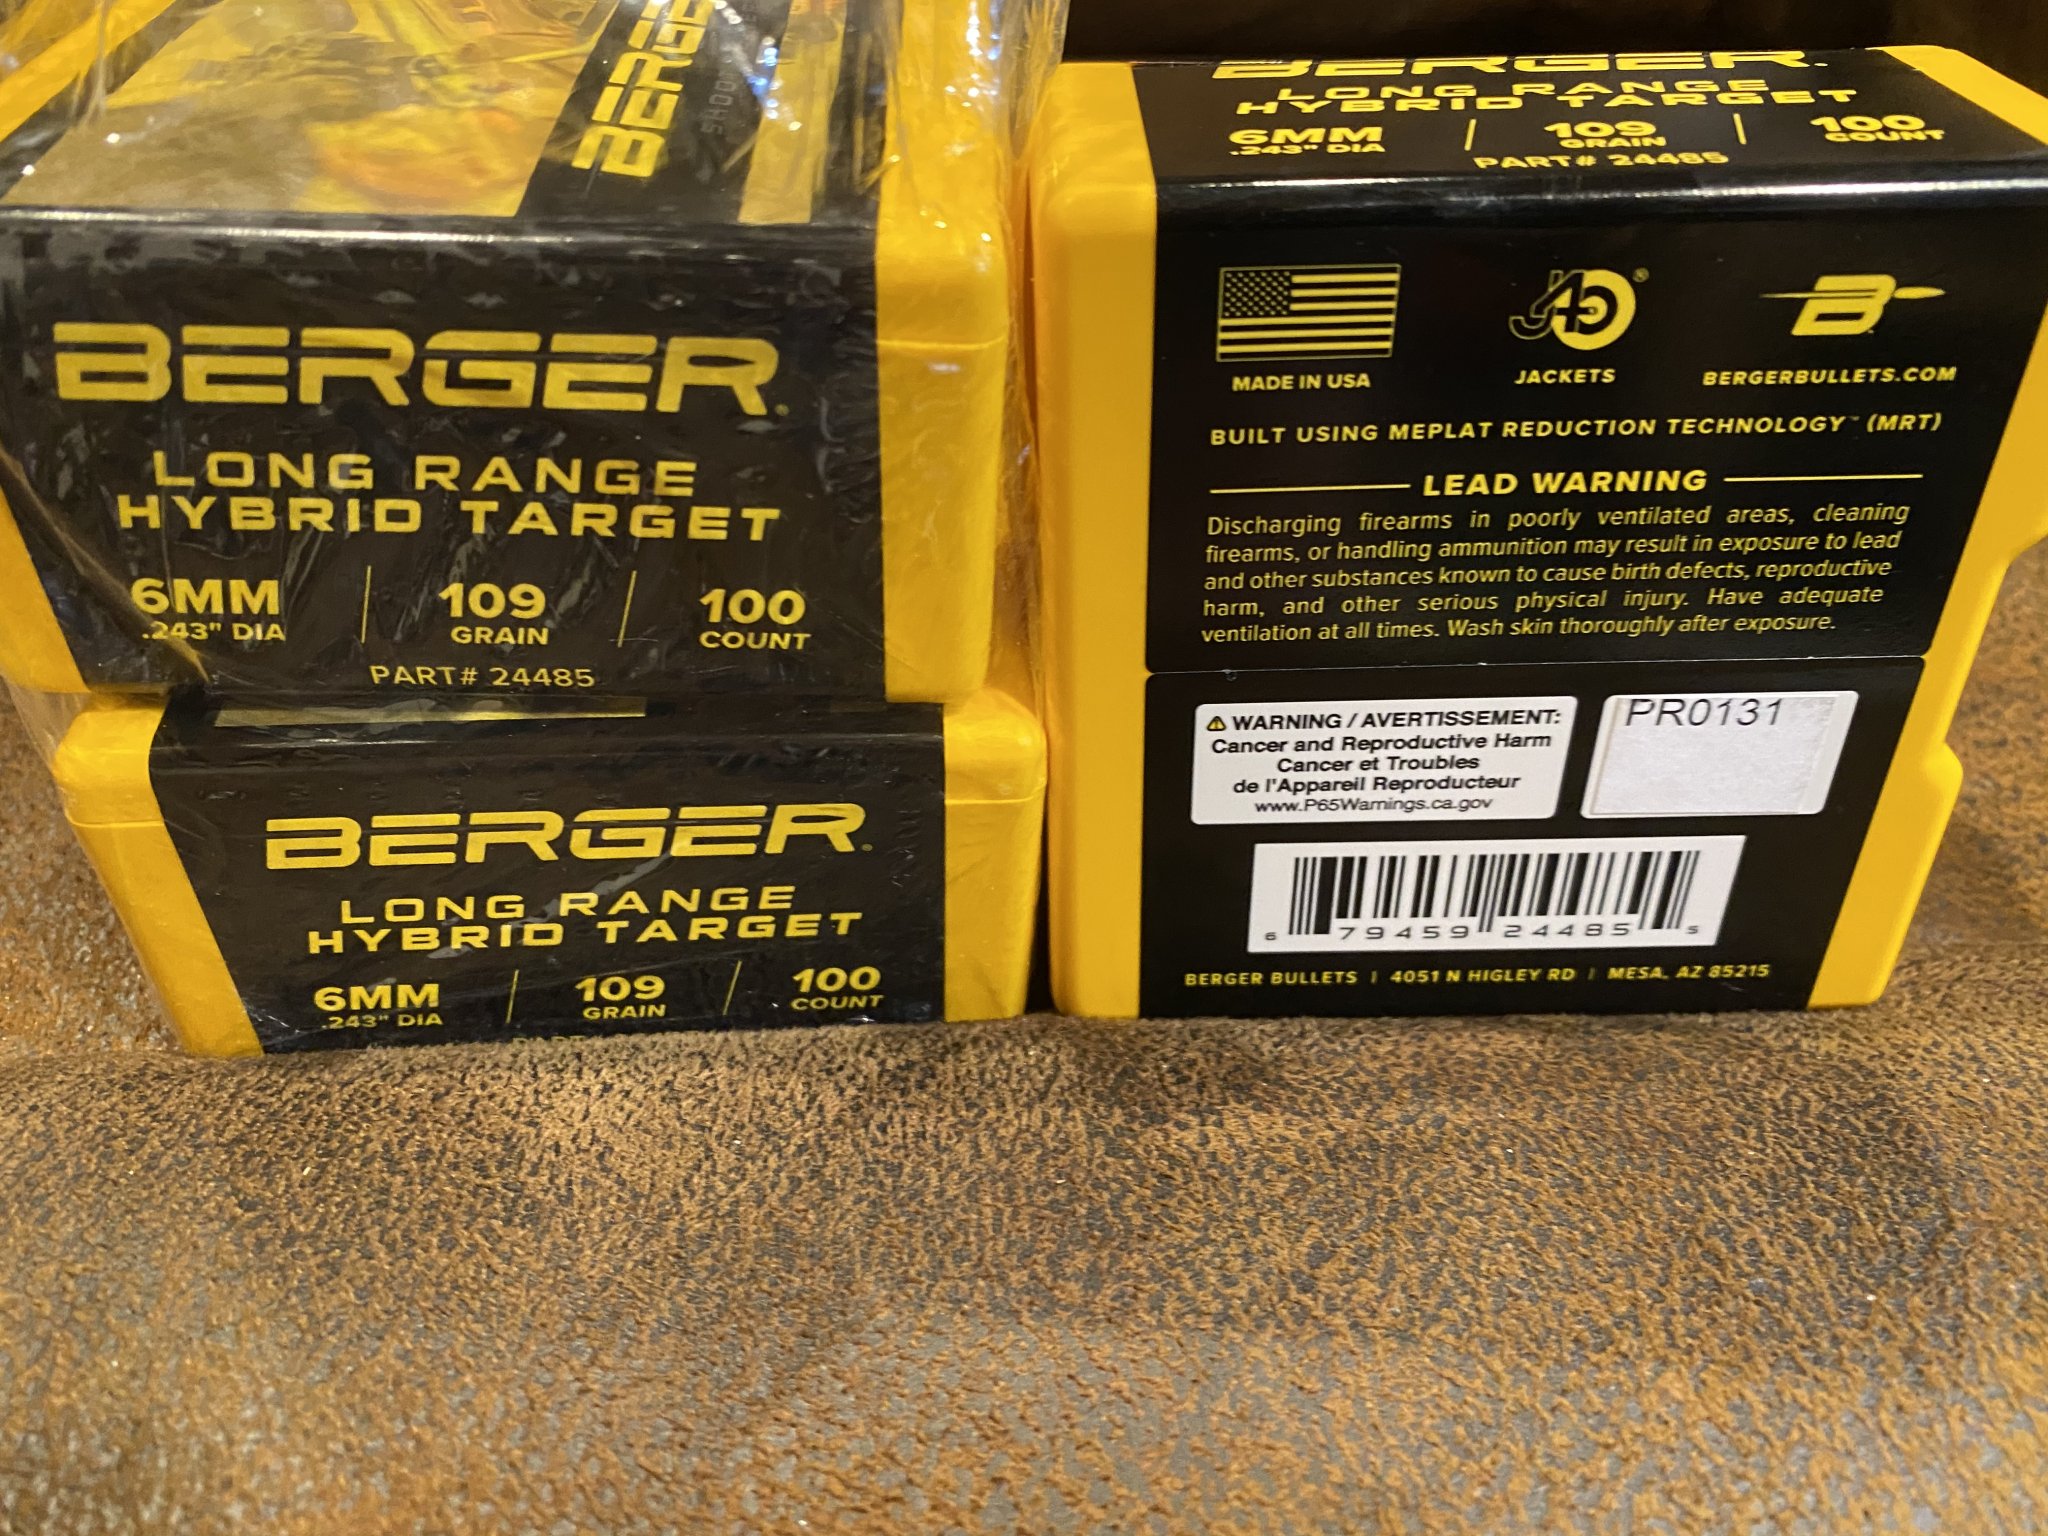 BERGER
BERGER
LONG RANGE
HYBRID TARGET
6MM
.243" DIA
109
GRAIN
100
COUNT
PART# 24485
BERGER
LONG RANGE
HYBRID TARGET
6MM
.243" DIA
109
GRAIN
100
COUNT
BERGER
LONG RANGE
HYBRID TARGET
6MM
.243" DIA
109
GRAIN
100
COUNT
PART# 24485
MADE IN USA
J4 ®
JACKETS
B
BERGERBULLETS.COM
BUILT USING MEPLAT REDUCTION TECHNOLOGY™ (MRT)
LEAD WARNING
Discharging firearms in poorly ventilated areas, cleaning
firearms, or handling ammunition may result in exposure to lead
and other substances known to cause birth defects, reproductive
harm, and other serious physical injury. Have adequate
ventilation at all times. Wash skin thoroughly after exposure.
WARNING / AVERTISSEMENT:
Cancer and Reproductive Harm
Cancer et Troubles
de l'Appareil Reproducteur
www.P65Warnings.ca.gov
PR0131
6 79459 24485 5
BERGER BULLETS | 4051 N HIGLEY RD | MESA, AZ 85215